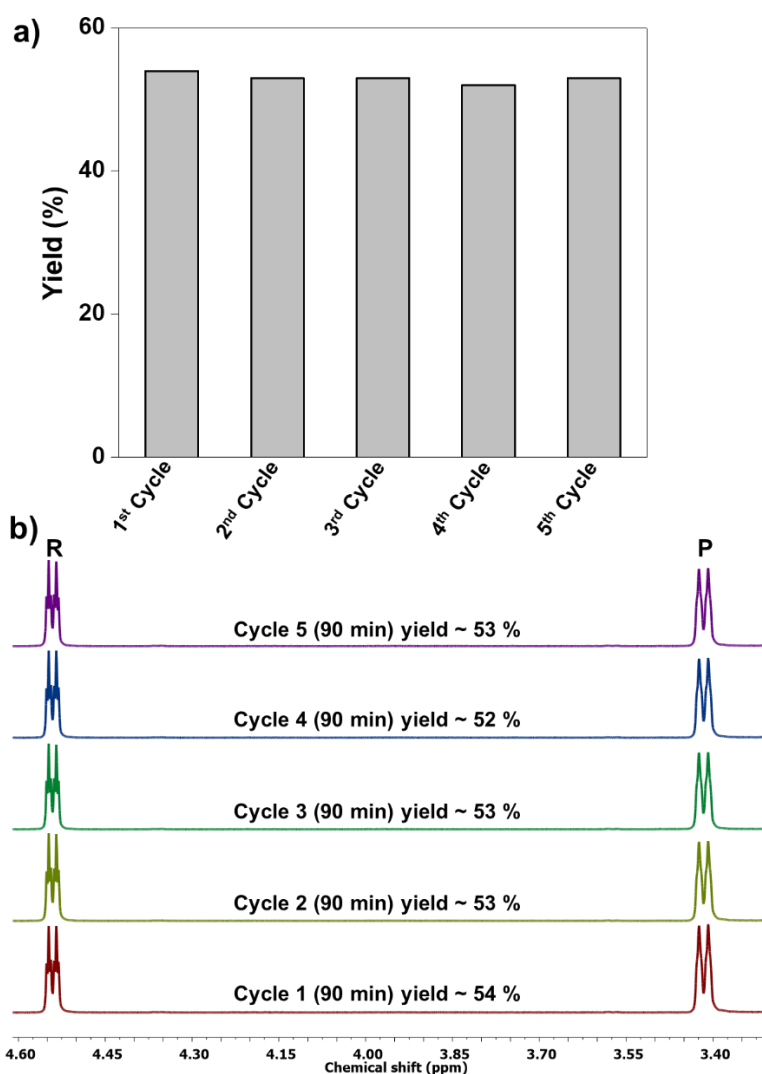 a)
60
40
20
0
Yield (%)
1st Cycle
2nd Cycle
3rd Cycle
4th Cycle
5th Cycle
b)
R
P
Cycle 5 (90 min) yield ~ 53 %
Cycle 4 (90 min) yield ~ 52 %
Cycle 3 (90 min) yield ~ 53 %
Cycle 2 (90 min) yield ~ 53 %
Cycle 1 (90 min) yield ~ 54 %
4.60 4.45 4.30 4.15 4.00 3.85 3.70 3.55 3.40
Chemical shift (ppm)